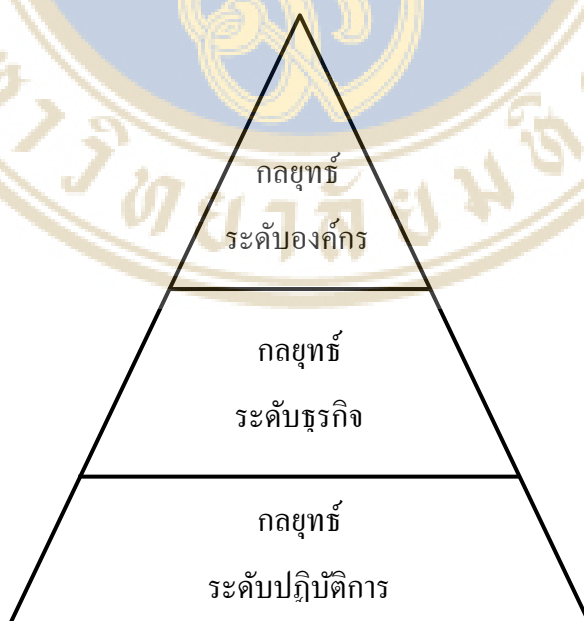 กลยุทธ์
ระดับองค์กร
กลยุทธ์
ระดับธุรกิจ
กลยุทธ์
ระดับปฏิบัติการ